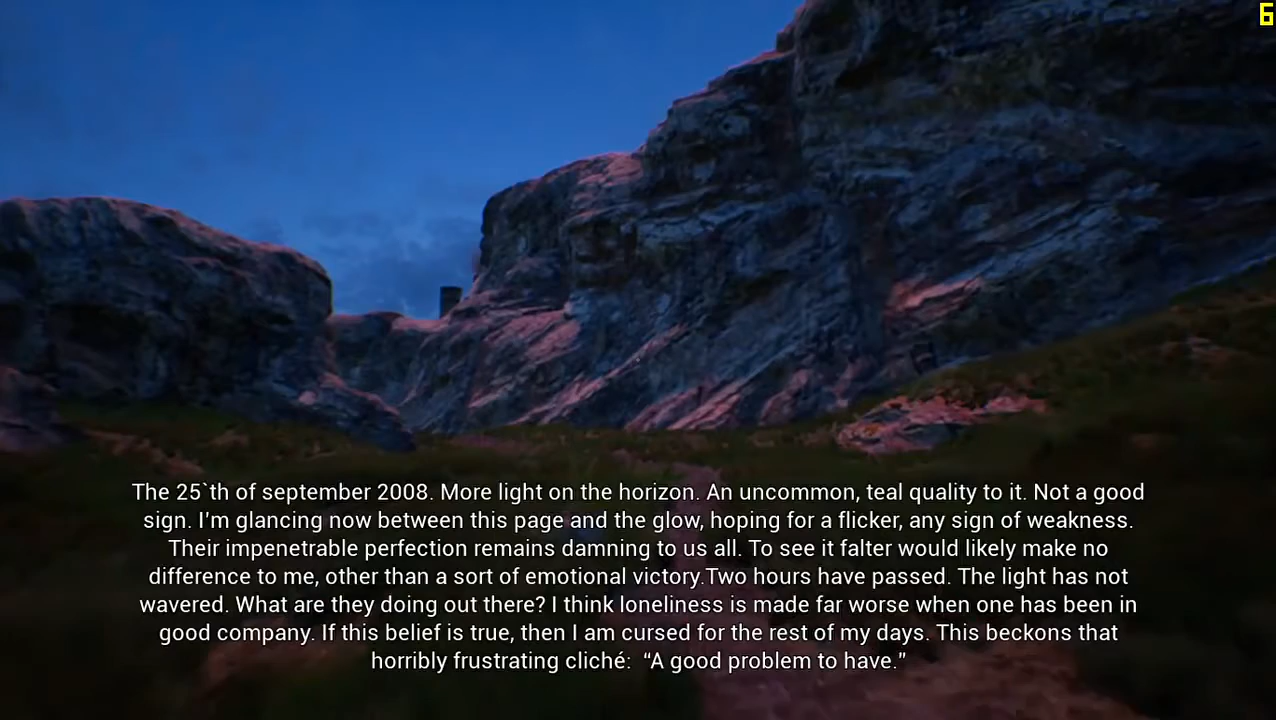 6
The 25`th of september 2008. More light on the horizon. An uncommon, teal quality to it. Not a good
sign. I'm glancing now between this page and the glow, hoping for a flicker, any sign of weakness.
Their impenetrable perfection remains damning to us all. To see it falter would likely make no
difference to me, other than a sort of emotional victory.Two hours have passed. The light has not
wavered. What are they doing out there? I think loneliness is made far worse when one has been in
good company. If this belief is true, then I am cursed for the rest of my days. This beckons that
horribly frustrating cliché:  “A good problem to have.”